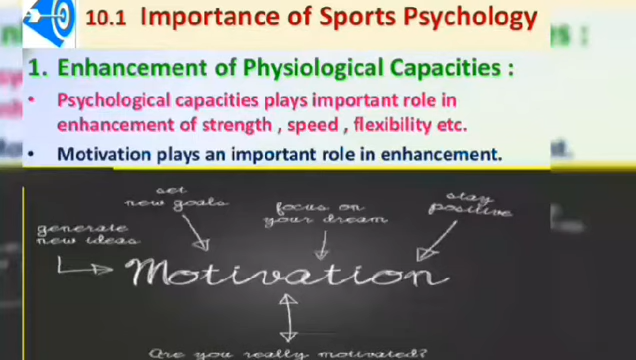 10.1 Importance of Sports Psychology
1. Enhancement of Physiological Capacities :
• Psychological capacities plays important role in
enhancement of strength , speed , flexibility etc.
• Motivation plays an important role in enhancement.
set
new goals
focus on
your dream
stay
positive
generate
new ideas
Motivation
Are you really motivated?